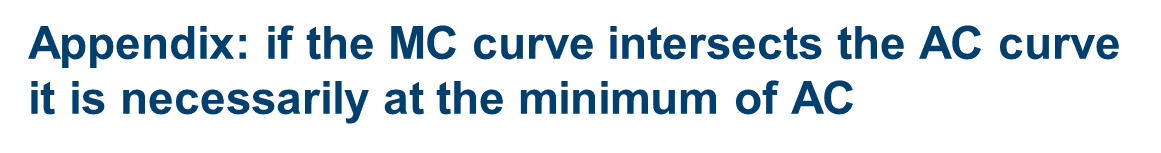 Appendix: if the MC curve intersects the AC curve
it is necessarily at the minimum of AC